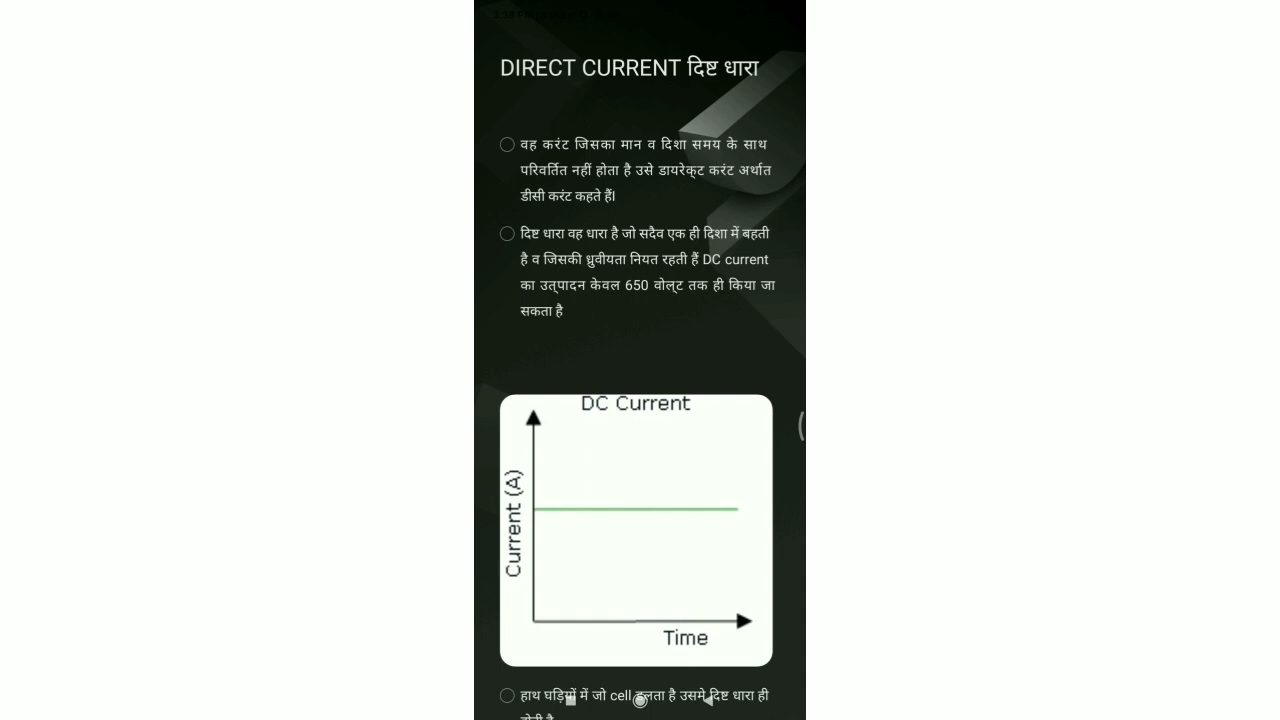 DIRECT CURRENT दिष्ट धारा
वह करंट जिसका मान व दिशा समय के साथ
परिवर्तित नहीं होता है उसे डायरेक्ट करंट अर्थात
डीसी करंट कहते हैं।
दिष्ट धारा वह धारा है जो सदैव एक ही दिशा में बहती
है व जिसकी ध्रुवीयता नियत रहती हैं DC current
का उत्पादन केवल 650 वोल्ट तक ही किया जा
सकता है
DC Current
Current (A)
Time
हाथ घड़ियों में जो cell डलता है उसमे दिष्ट धारा ही